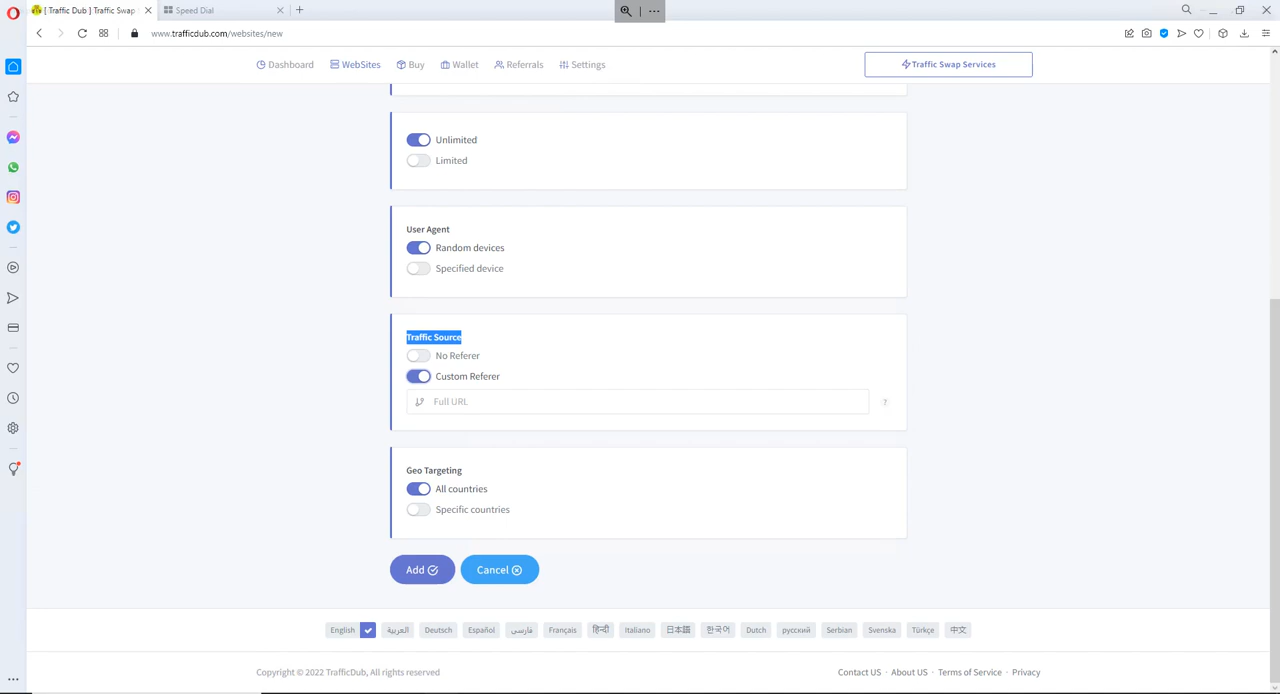 [ Traffic Dub ] Traffic Swap
Speed Dial
www.trafficdub.com/websites/new
Dashboard
WebSites
Buy
Wallet
Referrals
Settings
Traffic Swap Services
Unlimited
Limited
User Agent
Random devices
Specified device
Traffic Source
No Referer
Custom Referer
Full URL
?
Geo Targeting
All countries
Specific countries
Add
Cancel
English العربية Deutsch Español فارسی Français हिन्दी Italiano 日本語 한국어 Dutch русский Serbian Svenska Türkçe 中文
Copyright © 2022 TrafficDub, All rights reserved
Contact US · About US · Terms of Service · Privacy